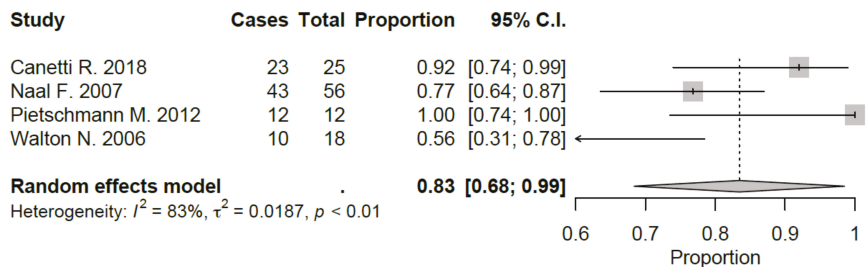 Study Cases Total Proportion 95% C.I.
Canetti R. 2018 23 25 0.92 [0.74; 0.99]
Naal F. 2007 43 56 0.77 [0.64; 0.87]
Pietschmann M. 2012 12 12 1.00 [0.74; 1.00]
Walton N. 2006 10 18 0.56 [0.31; 0.78]
Random effects model . 0.83 [0.68; 0.99]
Heterogeneity: I² = 83%, τ² = 0.0187, p < 0.01
0.6 0.7 0.8 0.9 1
Proportion